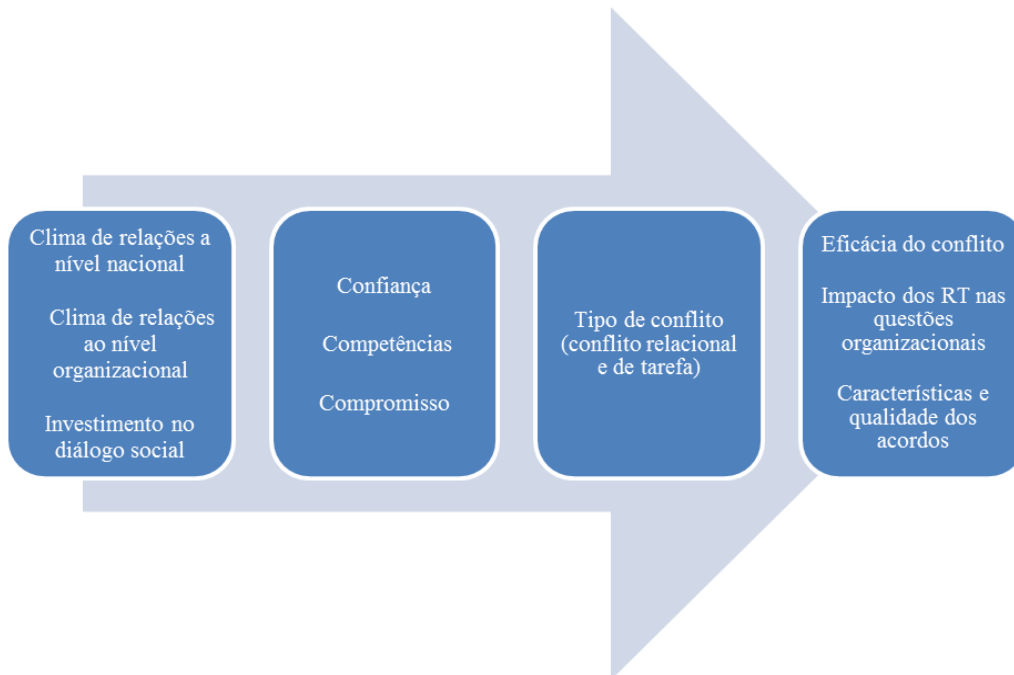 Clima de relações a
nível nacional
Clima de relações
ao nível
organizacional
Investimento no
diálogo social
Confiança
Competências
Compromisso
Tipo de conflito
(conflito relacional
e de tarefa)
Eficácia do conflito
Impacto dos RT nas
questões
organizacionais
Características e
qualidade dos
acordos